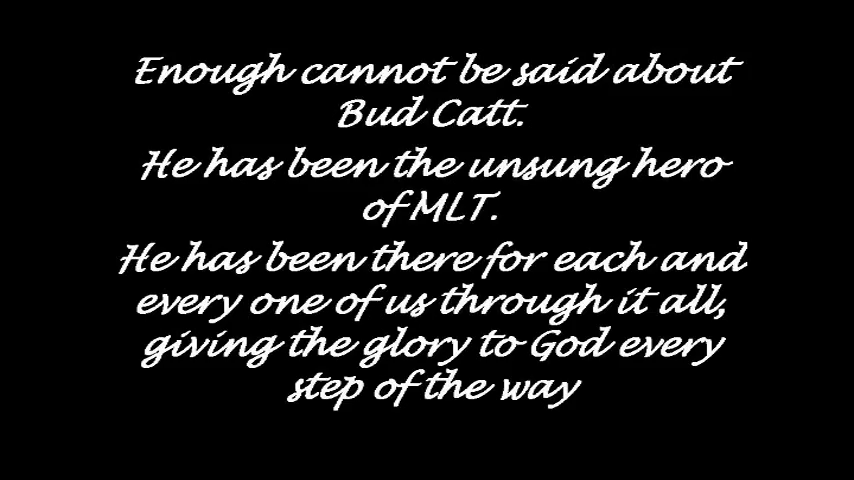 Enough cannot be said about
Bud Catt.
He has been the unsung hero
of MLT.
He has been there for each and
every one of us through it all,
giving the glory to God every
step of the way